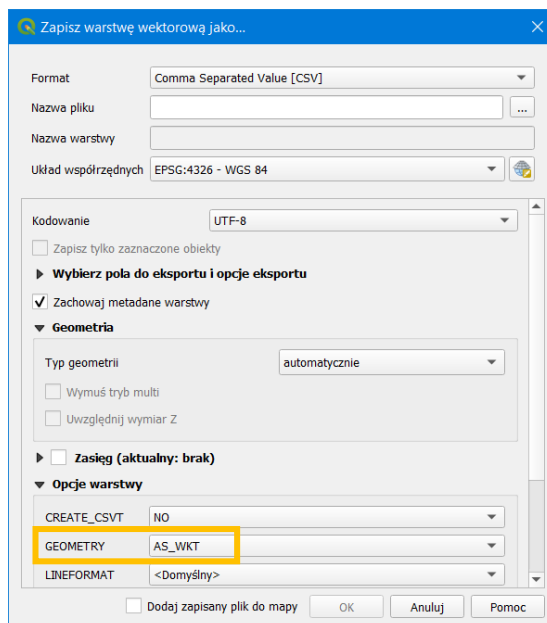 Zapisz warstwę wektorową jako...
Format Comma Separated Value [CSV]
Nazwa pliku ...
Nazwa warstwy
Układ współrzędnych EPSG:4326 - WGS 84
Kodowanie UTF-8
Zapisz tylko zaznaczone obiekty
Wybierz pola do eksportu i opcje eksportu
Zachowaj metadane warstwy
Geometria
Typ geometrii automatycznie
Wymuś tryb multi
Uwzględnij wymiar Z
Zasięg (aktualny: brak)
Opcje warstwy
CREATE_CSVT NO
GEOMETRY AS_WKT
LINEFORMAT <Domyślny>
Dodaj zapisany plik do mapy OK Anuluj Pomoc